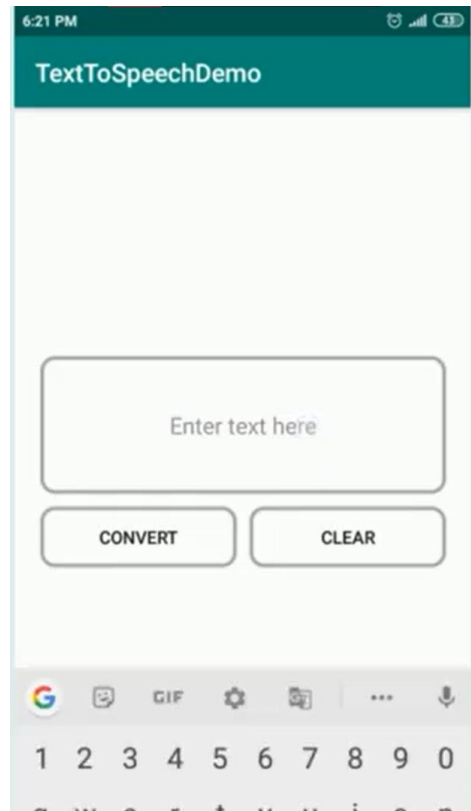 6:21 PM 43
TextToSpeechDemo
Enter text here
CONVERT CLEAR
G GIF
1 2 3 4 5 6 7 8 9 0